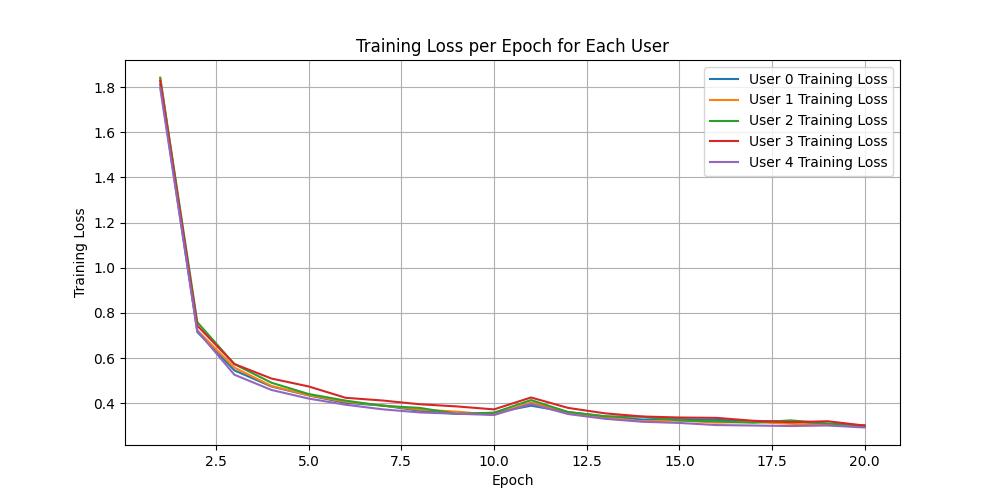 Training Loss per Epoch for Each User
User 0 Training Loss
User 1 Training Loss
User 2 Training Loss
User 3 Training Loss
User 4 Training Loss
Training Loss
1.8
1.6
1.4
1.2
1.0
0.8
0.6
0.4
2.5 5.0 7.5 10.0 12.5 15.0 17.5 20.0
Epoch